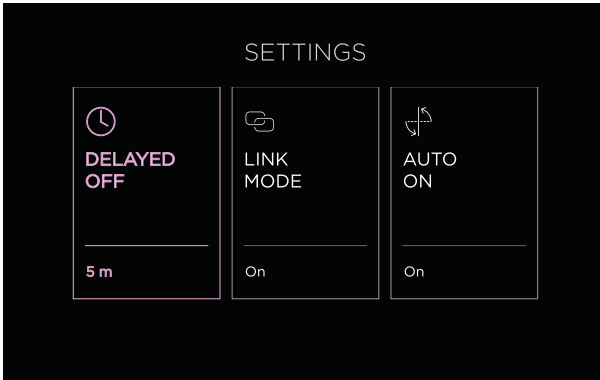 SETTINGS
DELAYED
OFF
5 m
LINK
MODE
On
AUTO
ON
On